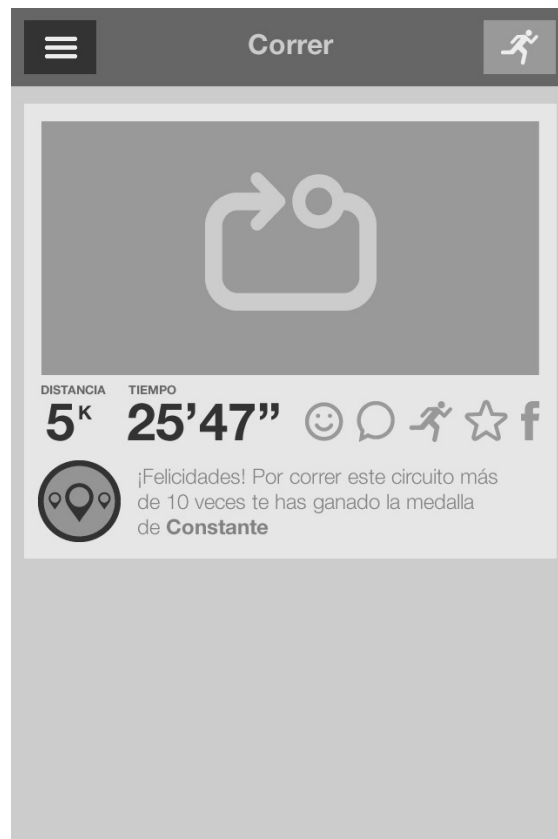 Correr
DISTANCIA TIEMPO
5K 25’47”
¡Felicidades! Por correr este circuito más
de 10 veces te has ganado la medalla
de Constante